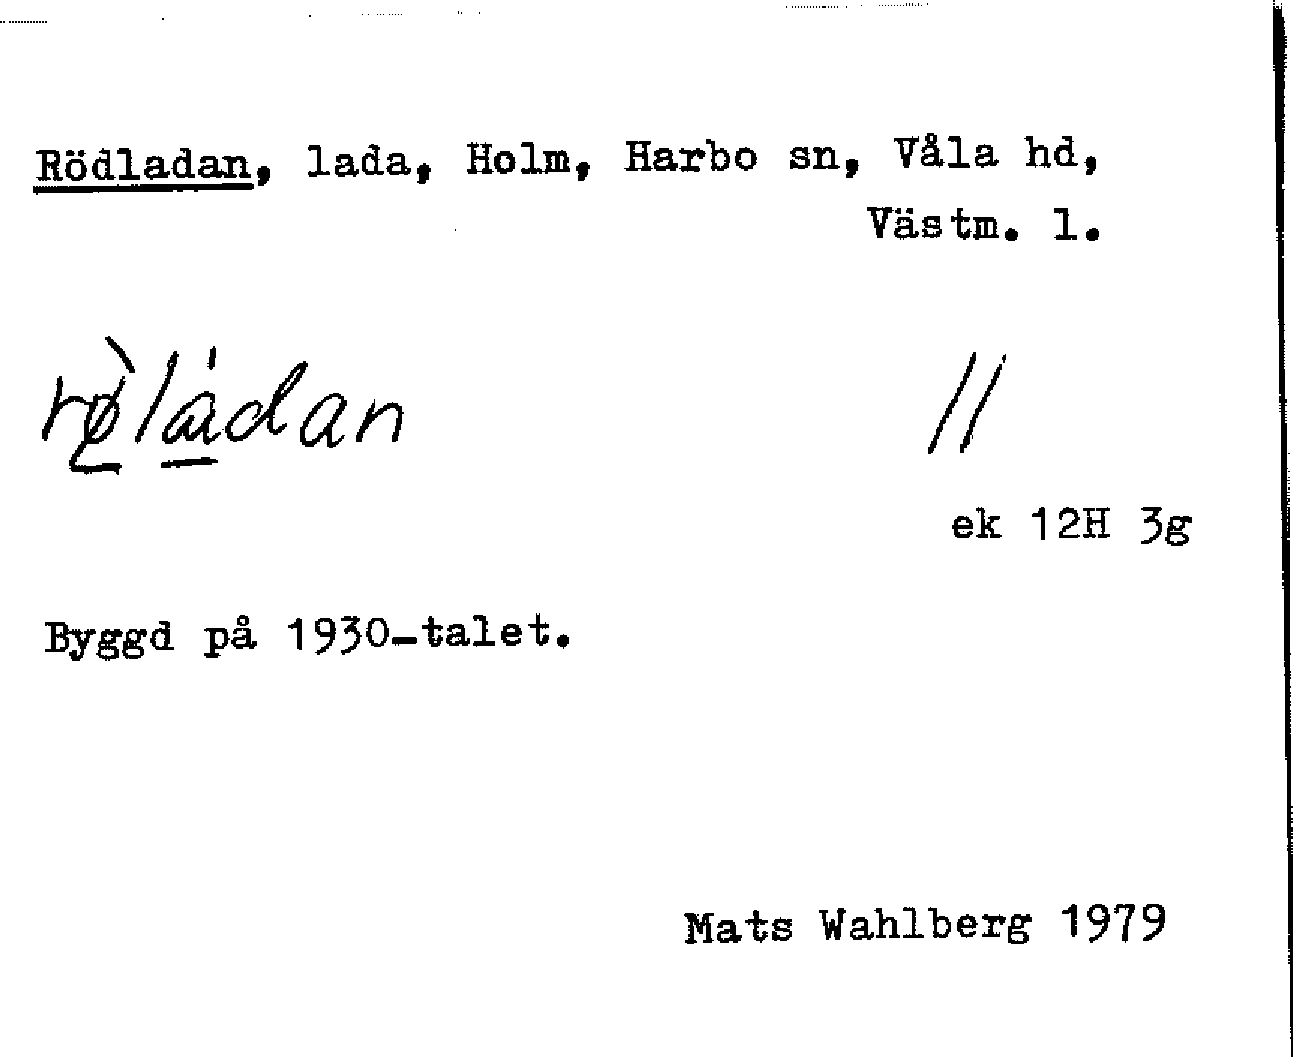 Rödladan, lada, Holm, Harbo sn, Våla hd,
Västm. l.
rø̀lådan //
ek 12H 3g
Byggd på 1930-talet.
Mats Wahlberg 1979